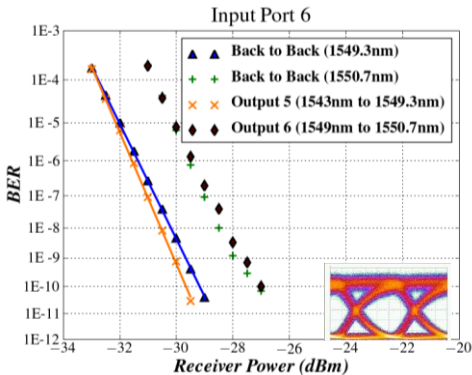 Input Port 6
1E-3
1E-4
1E-5
1E-6
1E-7
1E-8
1E-9
1E-10
1E-11
1E-12
BER
Back to Back (1549.3nm)
Back to Back (1550.7nm)
Output 5 (1543nm to 1549.3nm)
Output 6 (1549nm to 1550.7nm)
−34 −32 −30 −28 −26 −24 −22 −20
Receiver Power (dBm)